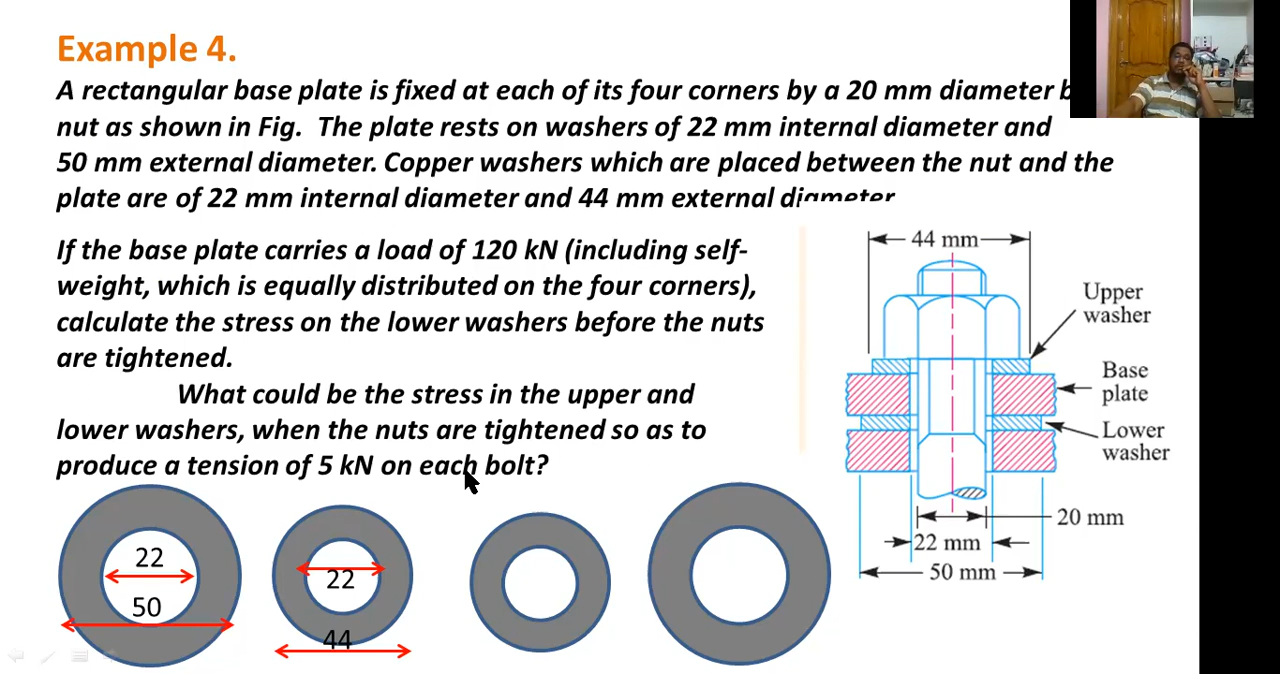 Example 4.
A rectangular base plate is fixed at each of its four corners by a 20 mm diameter
nut as shown in Fig. The plate rests on washers of 22 mm internal diameter and
50 mm external diameter. Copper washers which are placed between the nut and the
plate are of 22 mm internal diameter and 44 mm external diameter
If the base plate carries a load of 120 kN (including self-
weight, which is equally distributed on the four corners),
calculate the stress on the lower washers before the nuts
are tightened.
What could be the stress in the upper and
lower washers, when the nuts are tightened so as to
produce a tension of 5 kN on each bolt?
44 mm
Upper
washer
Base
plate
Lower
washer
20 mm
22 mm
50 mm
22
50
22
44